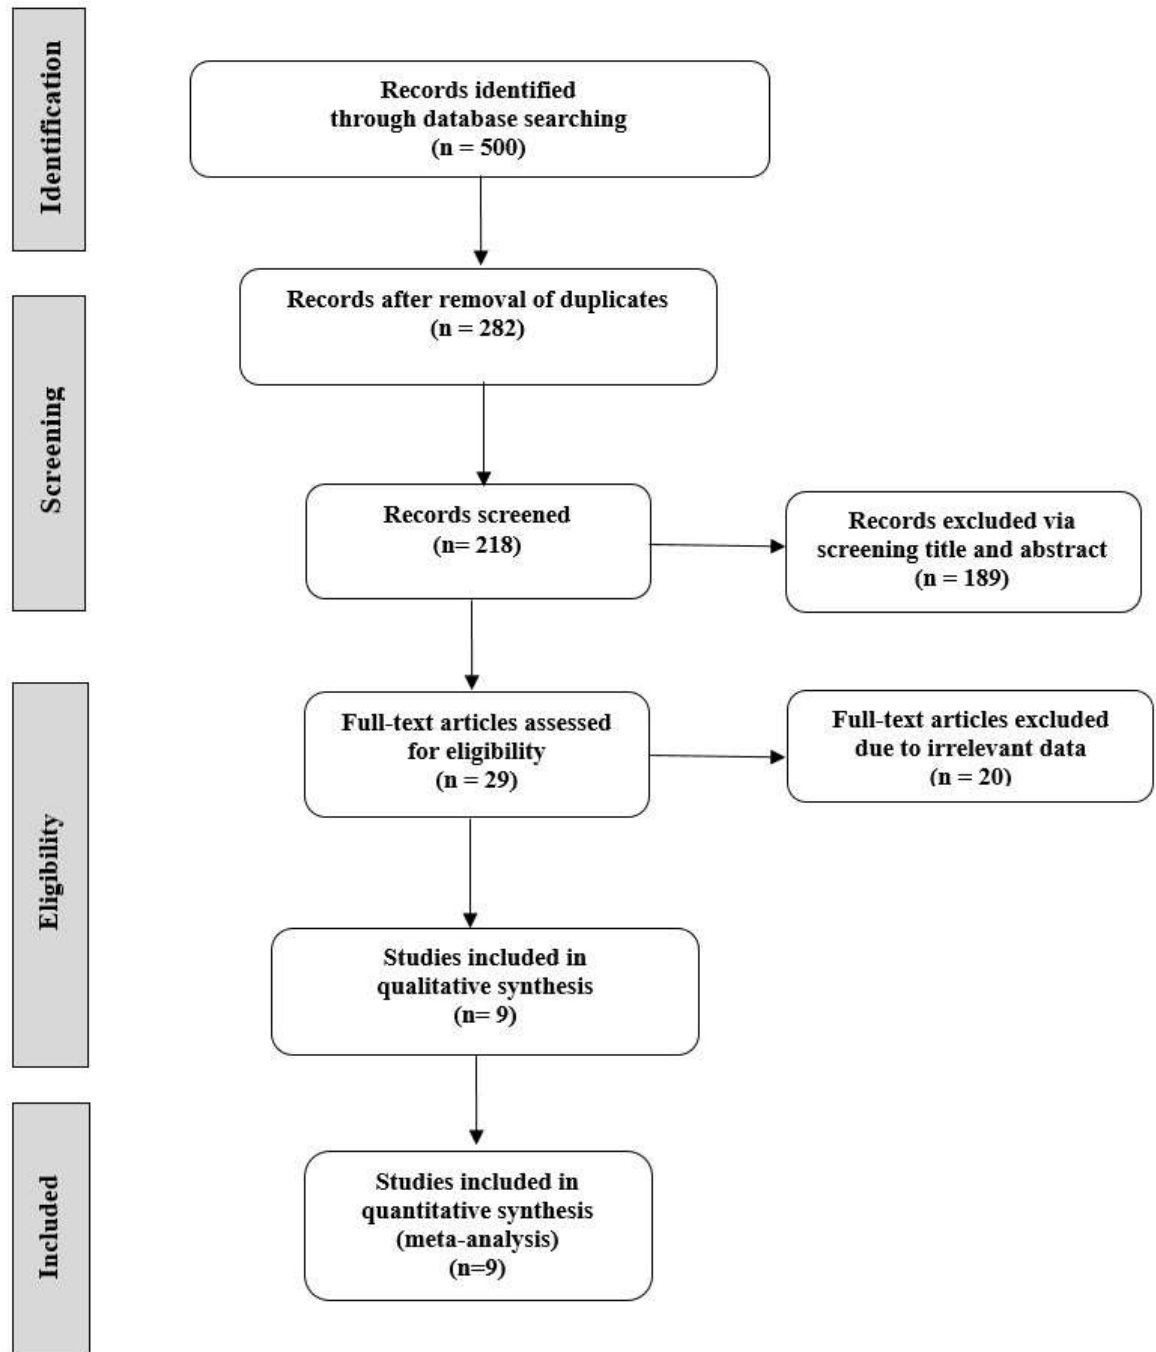 Identification
Records identified
through database searching
(n = 500)
Screening
Records after removal of duplicates
(n = 282)
Records screened
(n= 218)
Records excluded via
screening title and abstract
(n = 189)
Eligibility
Full-text articles assessed
for eligibility
(n = 29)
Full-text articles excluded
due to irrelevant data
(n = 20)
Studies included in
qualitative synthesis
(n= 9)
Included
Studies included in
quantitative synthesis
(meta-analysis)
(n=9)